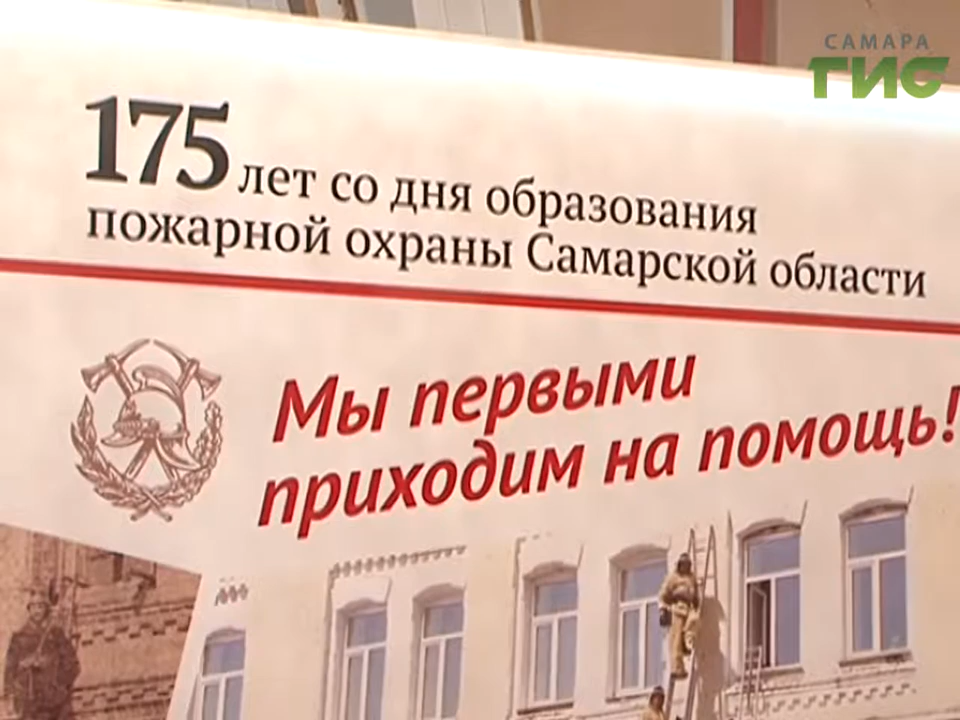 САМАРА
ГИС
175 лет со дня образования
пожарной охраны Самарской области
Мы первыми
приходим на помощь!